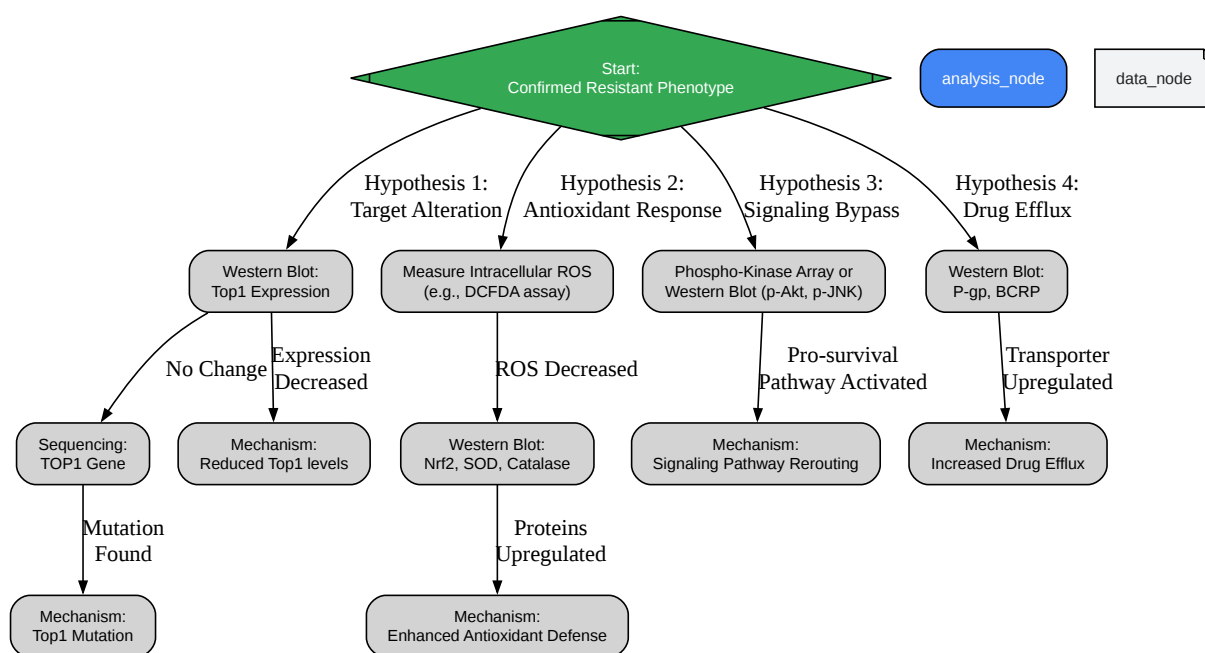 Start:
Confirmed Resistant Phenotype
analysis_node
data_node
Hypothesis 1:
Target Alteration
Hypothesis 2:
Antioxidant Response
Hypothesis 3:
Signaling Bypass
Hypothesis 4:
Drug Efflux
Western Blot:
Top1 Expression
Measure Intracellular ROS
(e.g., DCFDA assay)
Phospho-Kinase Array or
Western Blot (p-Akt, p-JNK)
Western Blot:
P-gp, BCRP
No Change
Expression
Decreased
ROS Decreased
Pro-survival
Pathway Activated
Transporter
Upregulated
Sequencing:
TOP1 Gene
Mechanism:
Reduced Top1 levels
Western Blot:
Nrf2, SOD, Catalase
Mechanism:
Signaling Pathway Rerouting
Mechanism:
Increased Drug Efflux
Mutation
Found
Proteins
Upregulated
Mechanism:
Top1 Mutation
Mechanism:
Enhanced Antioxidant Defense